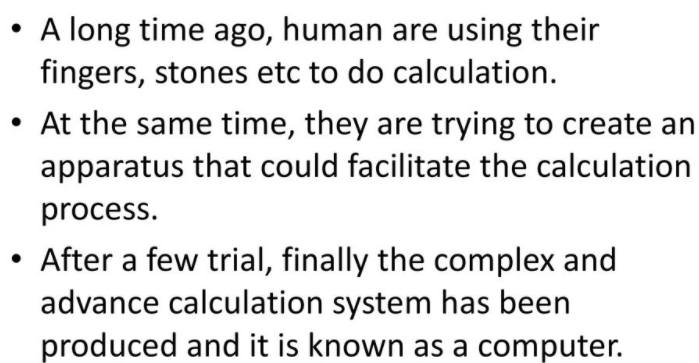 • A long time ago, human are using their
fingers, stones etc to do calculation.
• At the same time, they are trying to create an
apparatus that could facilitate the calculation
process.
• After a few trial, finally the complex and
advance calculation system has been
produced and it is known as a computer.